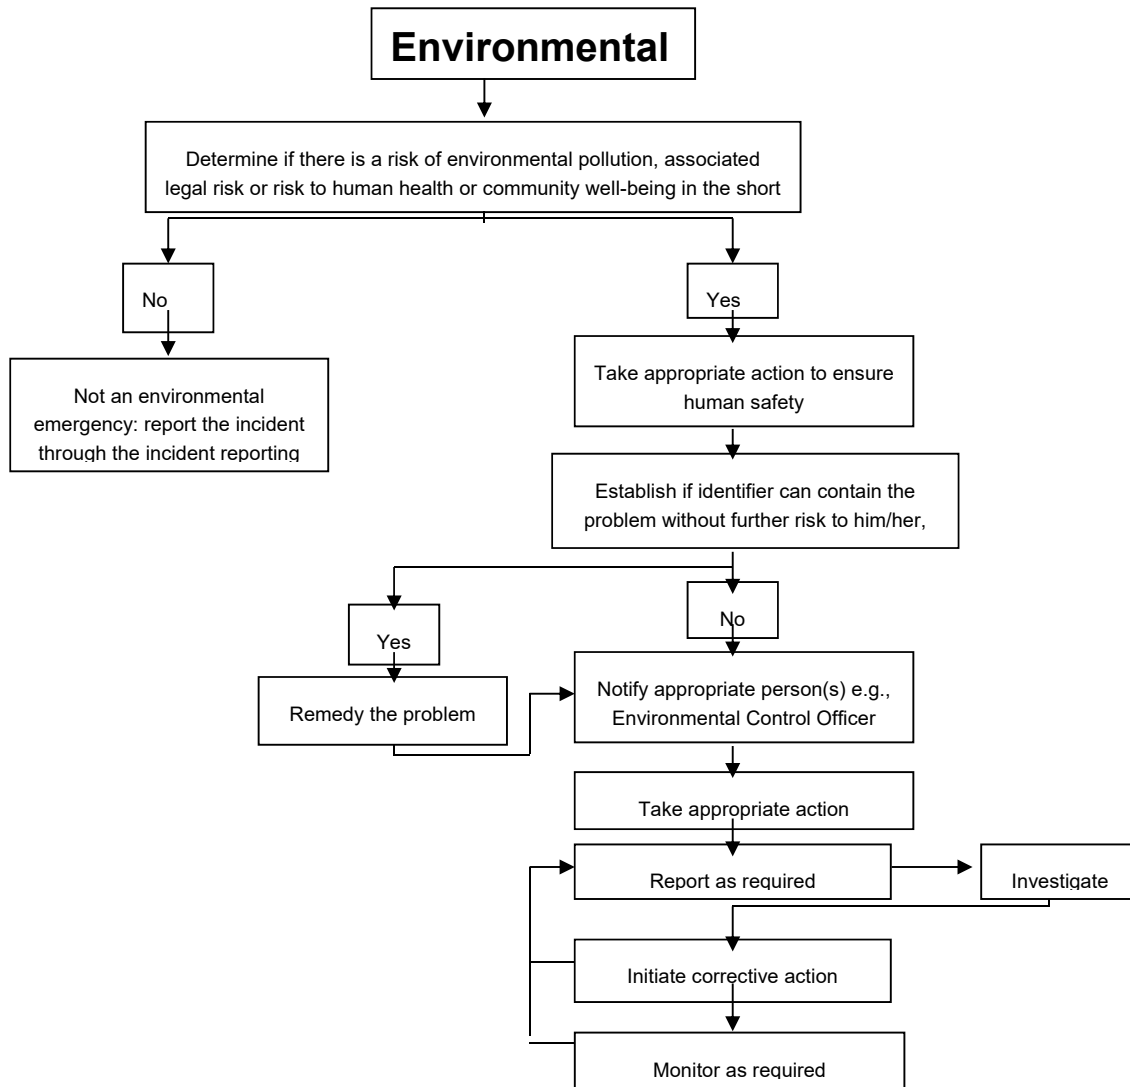 Environmental
Determine if there is a risk of environmental pollution, associated
legal risk or risk to human health or community well-being in the short
No
Yes
Not an environmental
emergency: report the incident
through the incident reporting
Take appropriate action to ensure
human safety
Establish if identifier can contain the
problem without further risk to him/her,
Yes
No
Remedy the problem
Notify appropriate person(s) e.g.,
Environmental Control Officer
Take appropriate action
Report as required
Investigate
Initiate corrective action
Monitor as required